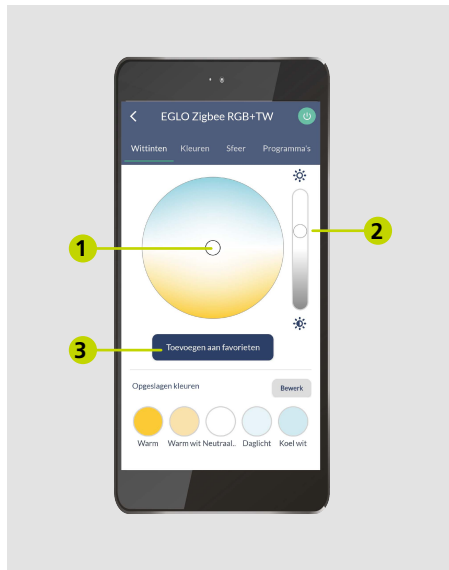 EGLO Zigbee RGB+TW
Wittinten Kleuren Sfeer Programma's
1
2
3
Toevoegen aan favorieten
Opgeslagen kleuren Bewerk
Warm Warm wit Neutraal.. Daglicht Koel wit